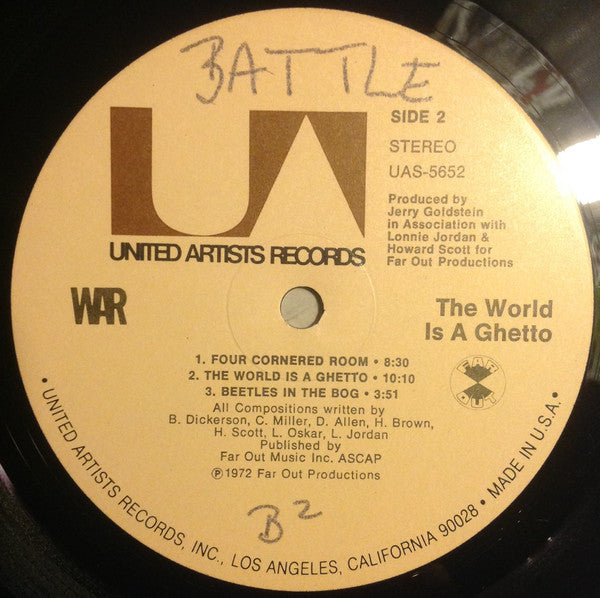 BATTLE
UA
SIDE 2
STEREO
UAS-5652
Produced by
Jerry Goldstein
in Association with
Lonnie Jordan &
Howard Scott for
Far Out Productions
UNITED ARTISTS RECORDS
WAR
The World
Is A Ghetto
FAR
OUT
1. FOUR CORNERED ROOM • 8:30
2. THE WORLD IS A GHETTO • 10:10
3. BEETLES IN THE BOG • 3:51
All Compositions written by
B. Dickerson, C. Miller, D. Allen, H. Brown,
H. Scott, L. Oskar, L. Jordan
Published by
Far Out Music Inc. ASCAP
℗ 1972 Far Out Productions
B2
• UNITED ARTISTS RECORDS, INC., LOS ANGELES, CALIFORNIA 90028 • MADE IN U.S.A. •